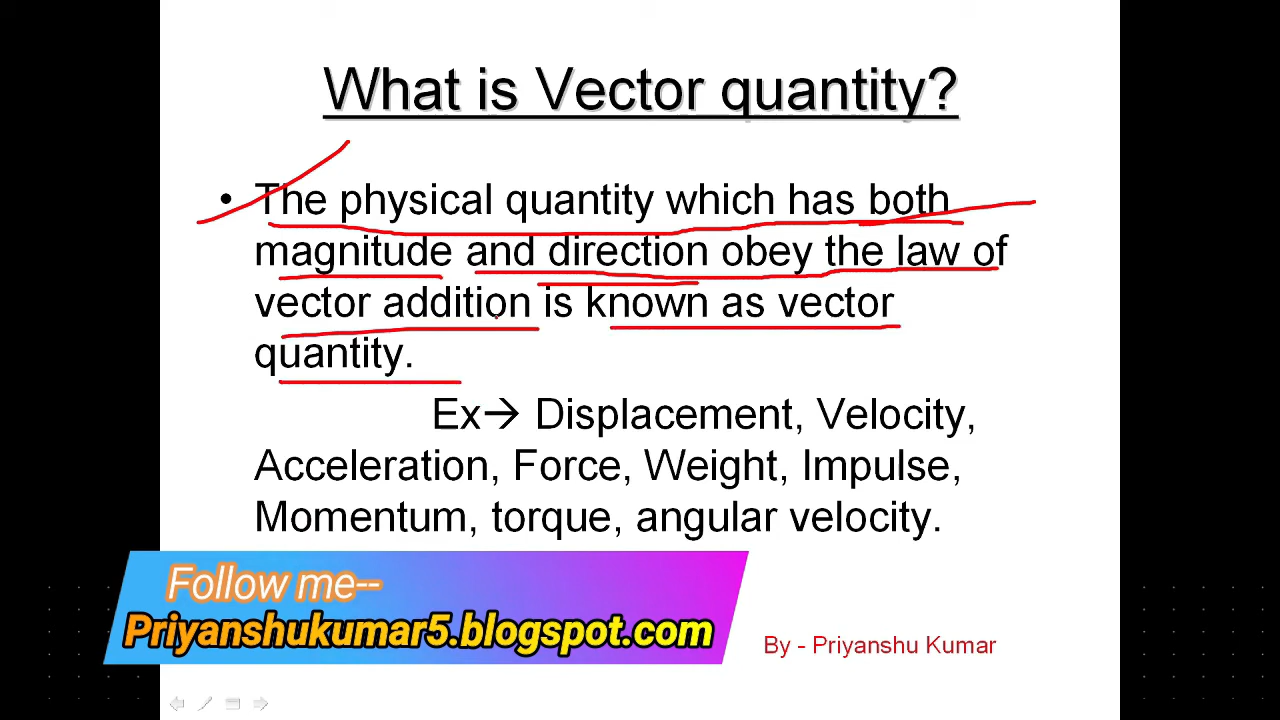 What is Vector quantity?
• The physical quantity which has both
magnitude and direction obey the law of
vector addition is known as vector
quantity.
Ex→ Displacement, Velocity,
Acceleration, Force, Weight, Impulse,
Momentum, torque, angular velocity.
Follow me--
Priyanshukumar5.blogspot.com
By - Priyanshu Kumar